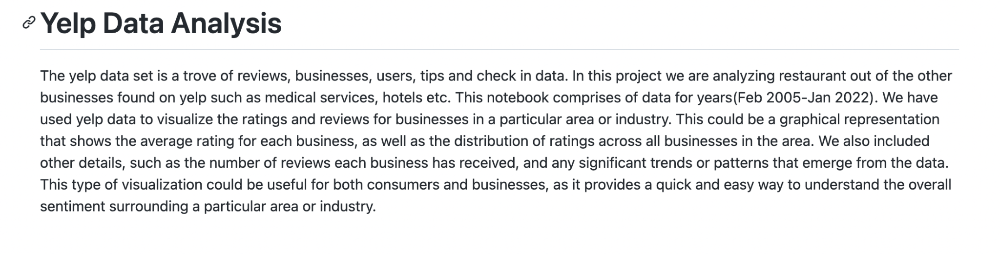 Yelp Data Analysis
The yelp data set is a trove of reviews, businesses, users, tips and check in data. In this project we are analyzing restaurant out of the other
businesses found on yelp such as medical services, hotels etc. This notebook comprises of data for years(Feb 2005-Jan 2022). We have
used yelp data to visualize the ratings and reviews for businesses in a particular area or industry. This could be a graphical representation
that shows the average rating for each business, as well as the distribution of ratings across all businesses in the area. We also included
other details, such as the number of reviews each business has received, and any significant trends or patterns that emerge from the data.
This type of visualization could be useful for both consumers and businesses, as it provides a quick and easy way to understand the overall
sentiment surrounding a particular area or industry.